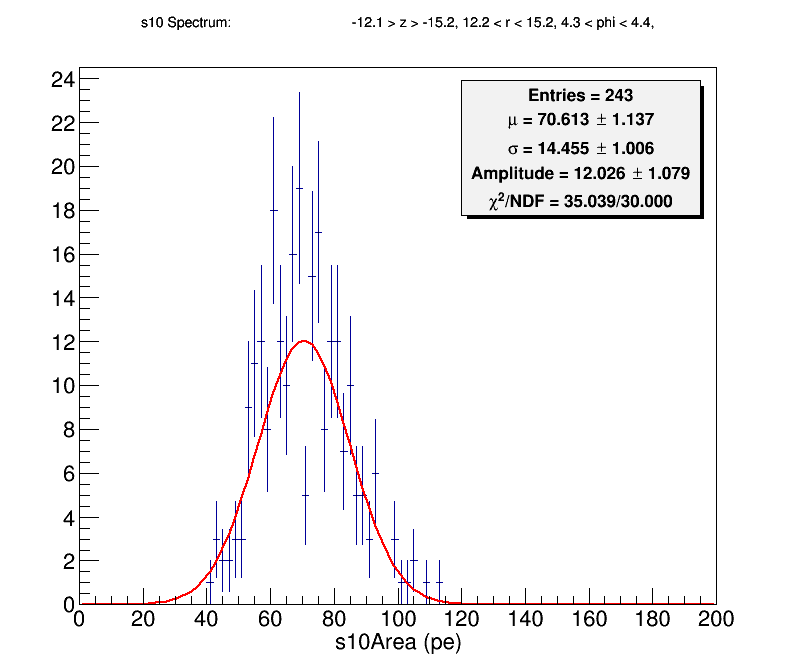 s10 Spectrum: -12.1 > z > -15.2, 12.2 < r < 15.2, 4.3 < phi < 4.4,
Entries = 243
μ = 70.613 ± 1.137
σ = 14.455 ± 1.006
Amplitude = 12.026 ± 1.079
χ²/NDF = 35.039/30.000
24
22
20
18
16
14
12
10
8
6
4
2
0
0 20 40 60 80 100 120 140 160 180 200
s10Area (pe)